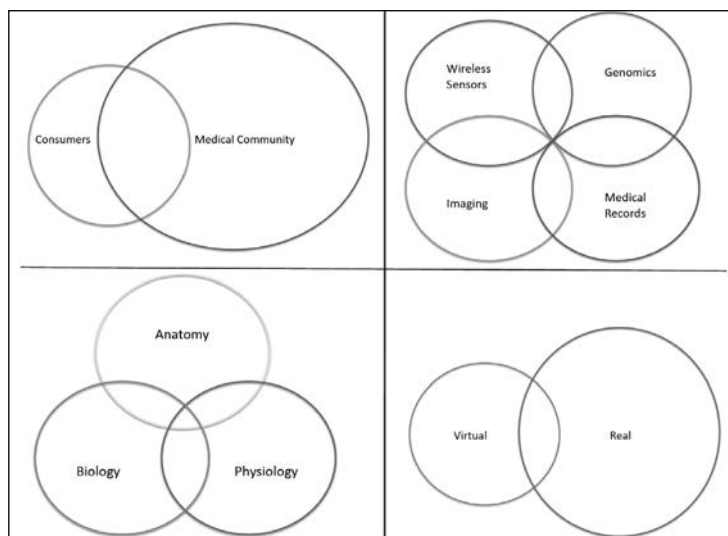 Consumers
Medical Community
Wireless
Sensors
Genomics
Imaging
Medical
Records
Anatomy
Biology
Physiology
Virtual
Real